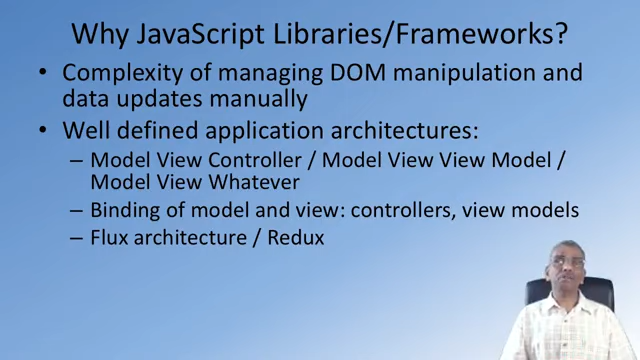 Why JavaScript Libraries/Frameworks?
• Complexity of managing DOM manipulation and
data updates manually
• Well defined application architectures:
– Model View Controller / Model View View Model /
Model View Whatever
– Binding of model and view: controllers, view models
– Flux architecture / Redux